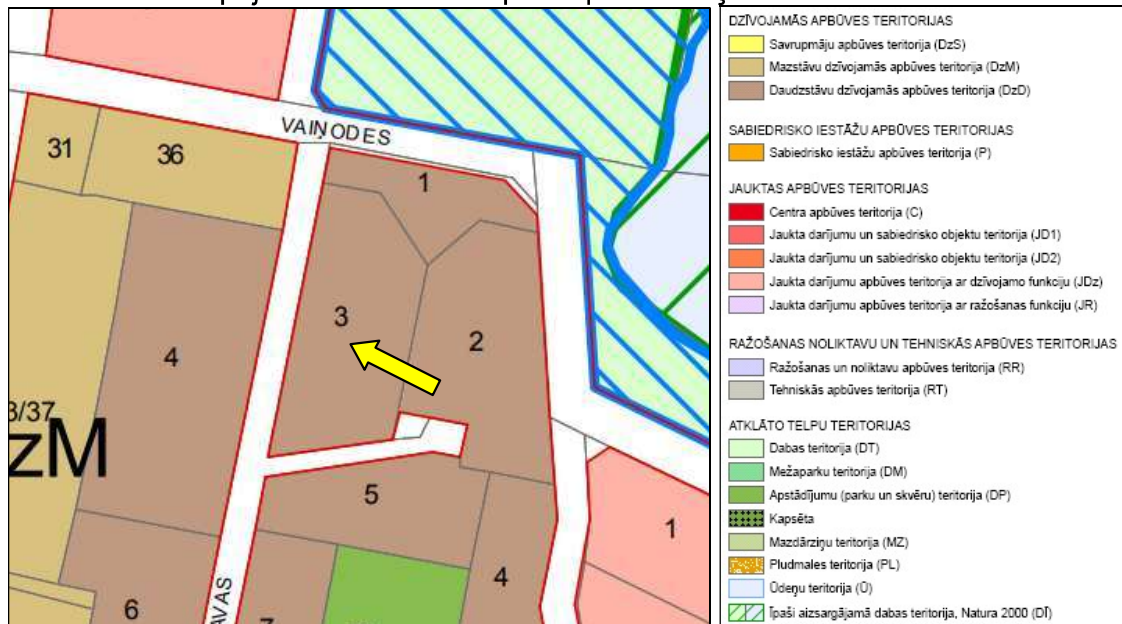 VAIŅODES
31
36
1
3
2
4
3/37
zM
5
1
4
6
AVAS
DZĪVOJAMĀS APBŪVES TERITORIJAS
Savrupmāju apbūves teritorija (DzS)
Mazstāvu dzīvojamās apbūves teritorija (DzM)
Daudzstāvu dzīvojamās apbūves teritorija (DzD)
SABIEDRISKO IESTĀŽU APBŪVES TERITORIJAS
Sabiedrisko iestāžu apbūves teritorija (P)
JAUKTAS APBŪVES TERITORIJAS
Centra apbūves teritorija (C)
Jaukta darījumu un sabiedrisko objektu teritorija (JD1)
Jaukta darījumu un sabiedrisko objektu teritorija (JD2)
Jaukta darījumu apbūves teritorija ar dzīvojamo funkciju (JDz)
Jaukta darījumu apbūves teritorija ar ražošanas funkciju (JR)
RAŽOŠANAS NOLIKTAVU UN TEHNISKĀS APBŪVES TERITORIJAS
Ražošanas un noliktavu apbūves teritorija (RR)
Tehniskās apbūves teritorija (RT)
ATKLĀTO TELPU TERITORIJAS
Dabas teritorija (DT)
Mežaparku teritorija (DM)
Apstādījumu (parku un skvēru) teritorija (DP)
Kapsēta
Mazdārziņu teritorija (MZ)
Pludmales teritorija (PL)
Ūdeņu teritorija (Ū)
Īpaši aizsargājamā dabas teritorija, Natura 2000 (DĪ)